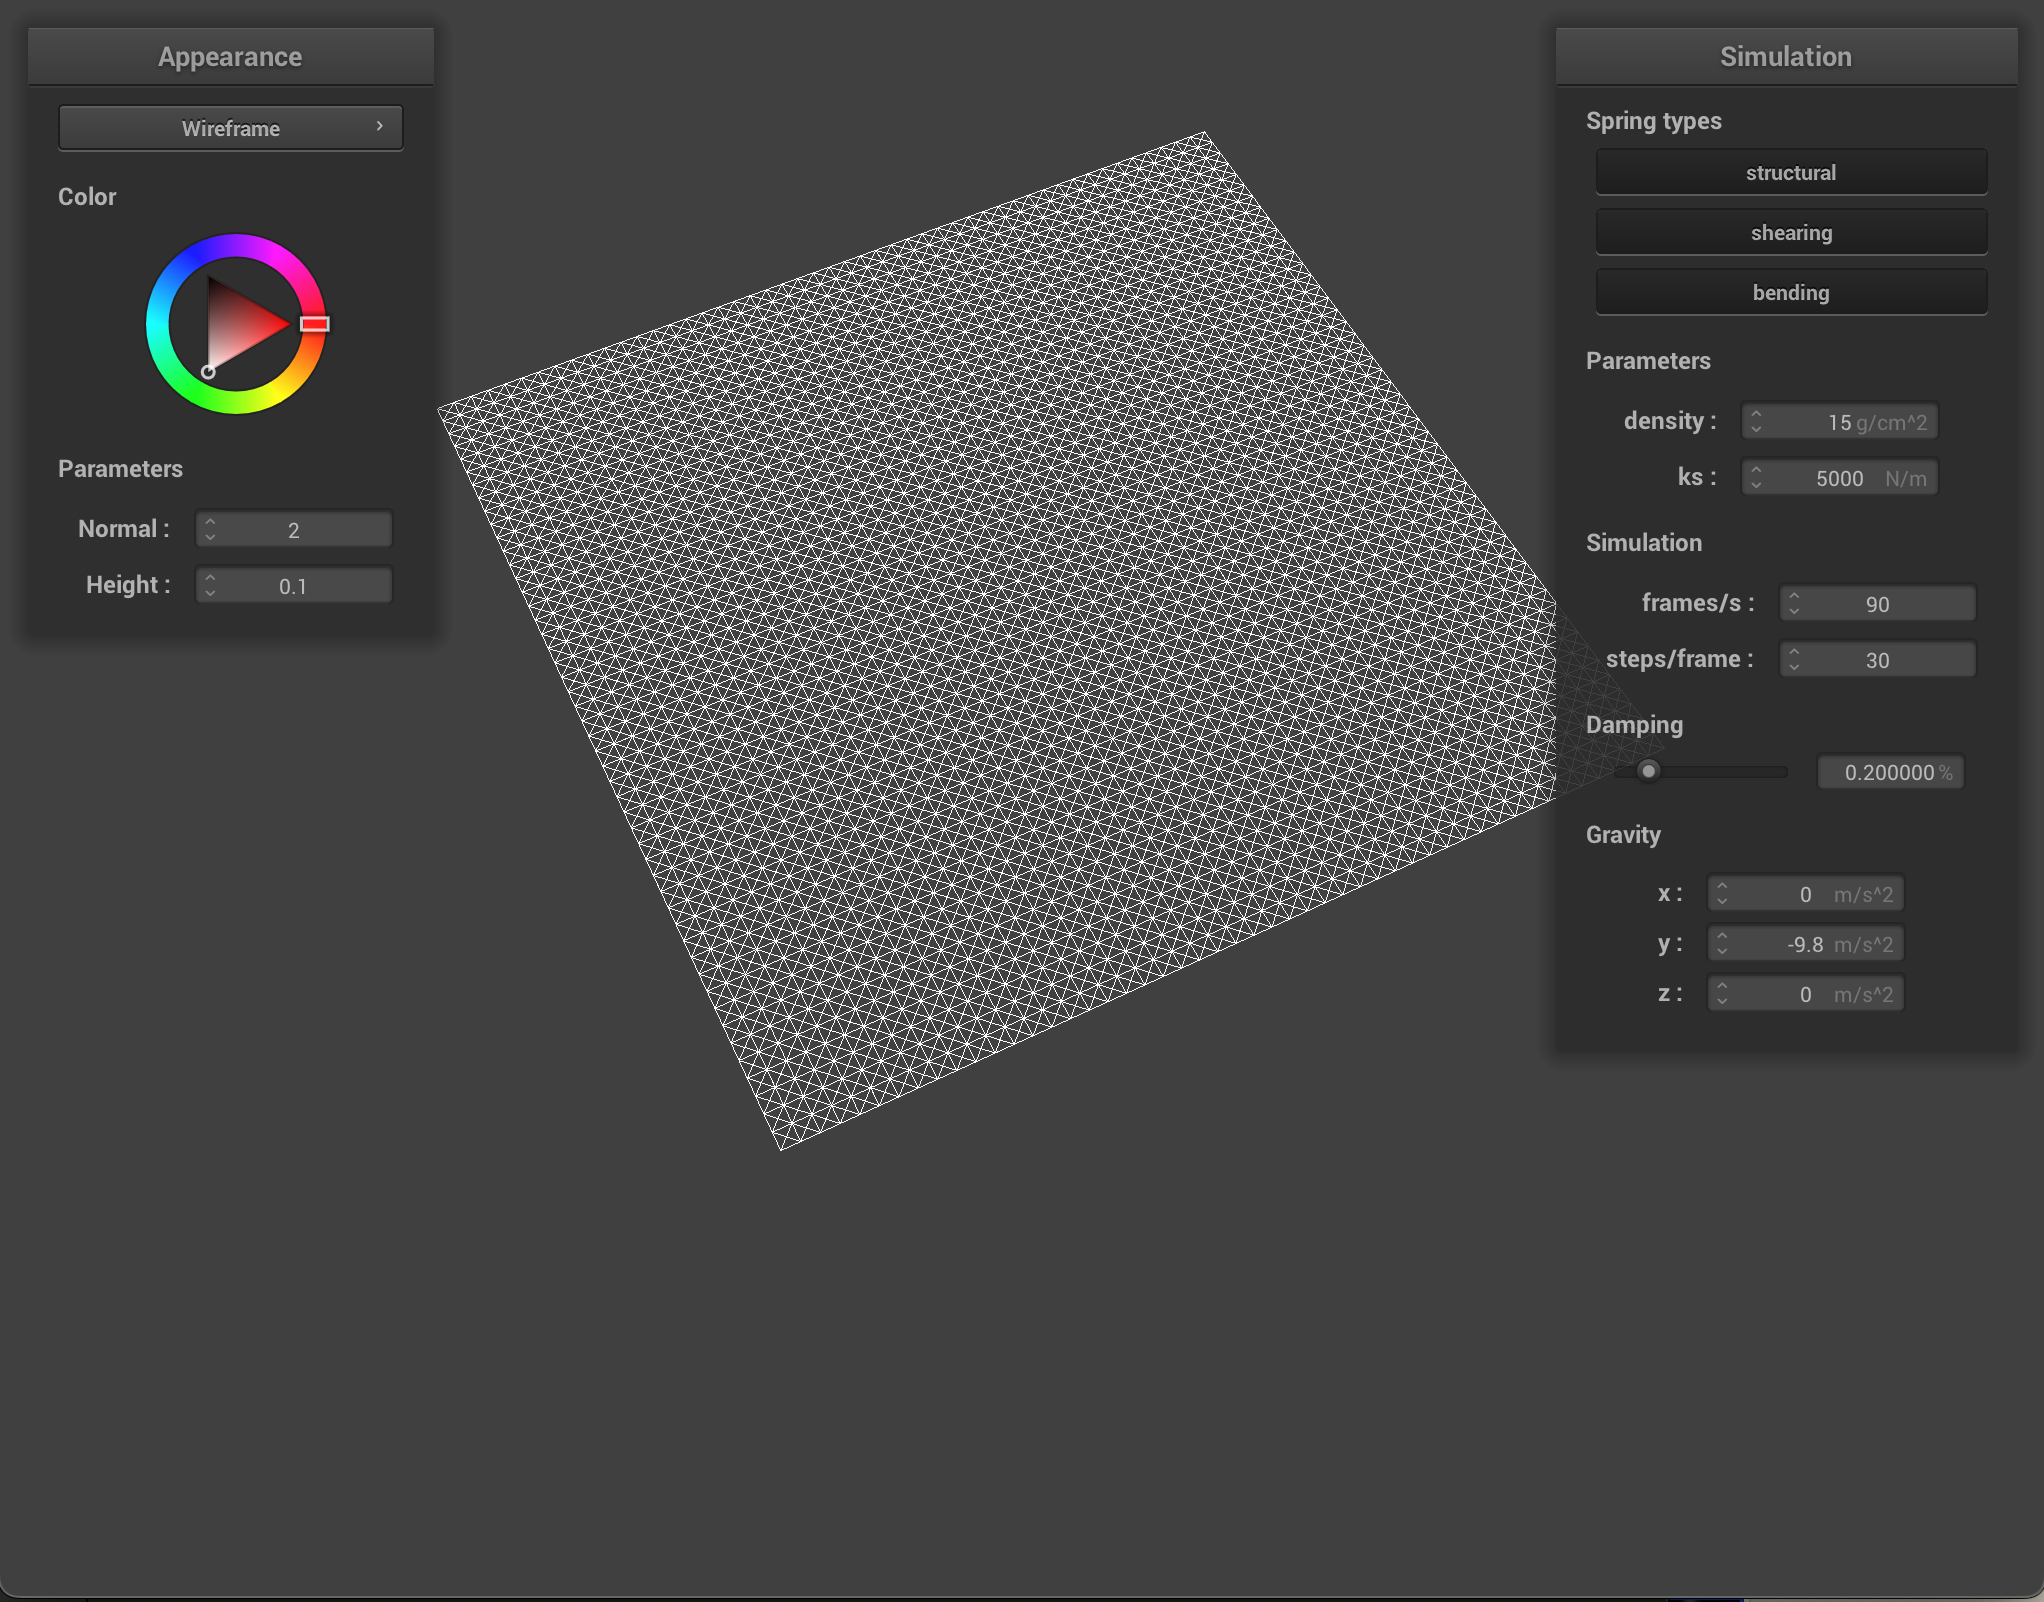 Appearance
Wireframe
Color
Parameters
Normal : 2
Height : 0.1
Simulation
Spring types
structural
shearing
bending
Parameters
density : 15 g/cm^2
ks : 5000 N/m
Simulation
frames/s : 90
steps/frame : 30
Damping
0.200000 %
Gravity
x : 0 m/s^2
y : -9.8 m/s^2
z : 0 m/s^2